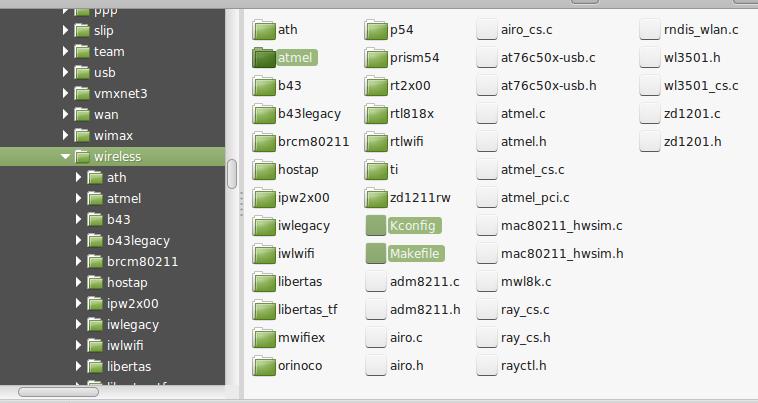 ppp
slip
team
usb
vmxnet3
wan
wimax
wireless
ath
atmel
b43
b43legacy
brcm80211
hostap
ipw2x00
iwlegacy
iwlwifi
libertas
libertas_tf
ath
atmel
b43
b43legacy
brcm80211
hostap
ipw2x00
iwlegacy
iwlwifi
libertas
libertas_tf
mwifiex
orinoco
p54
prism54
rt2x00
rtl818x
rtlwifi
ti
zd1211rw
Kconfig
Makefile
adm8211.c
adm8211.h
airo.c
airo.h
airo_cs.c
at76c50x-usb.c
at76c50x-usb.h
atmel.c
atmel.h
atmel_cs.c
atmel_pci.c
mac80211_hwsim.c
mac80211_hwsim.h
mwl8k.c
ray_cs.c
ray_cs.h
rayctl.h
rndis_wlan.c
wl3501.h
wl3501_cs.c
zd1201.c
zd1201.h